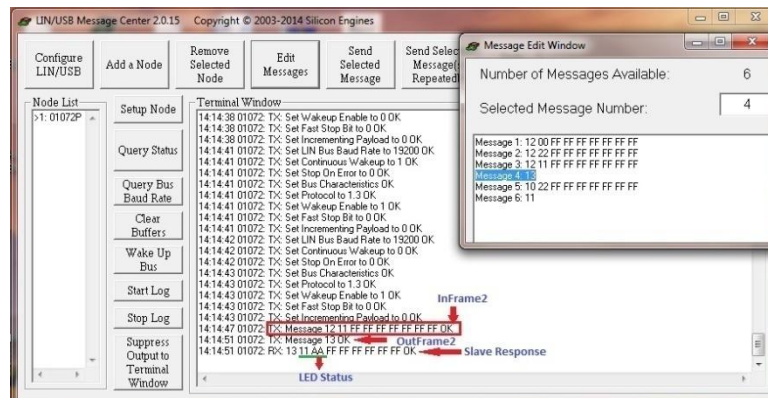 LIN/USB Message Center 2.0.15 Copyright © 2003-2014 Silicon Engines
Configure LIN/USB
Add a Node
Remove Selected Node
Edit Messages
Send Selected Message
Send Selec
Message(s
Repeatedl
Node List
>1: 01072P
Setup Node
Query Status
Query Bus Baud Rate
Clear Buffers
Wake Up Bus
Start Log
Stop Log
Suppress Output to Terminal Window
Terminal Window
14:14:38 01072: TX: Set Wakeup Enable to 0 OK
14:14:38 01072: TX: Set Fast Stop Bit to 0 OK
14:14:38 01072: TX: Set Incrementing Payload to 0 OK
14:14:41 01072: TX: Set LIN Bus Baud Rate to 19200 OK
14:14:41 01072: TX: Set Continuous Wakeup to 1 OK
14:14:41 01072: TX: Set Stop On Error to 0 OK
14:14:41 01072: TX: Set Bus Characteristics OK
14:14:41 01072: TX: Set Protocol to 1.3 OK
14:14:41 01072: TX: Set Wakeup Enable to 1 OK
14:14:41 01072: TX: Set Fast Stop Bit to 0 OK
14:14:41 01072: TX: Set Incrementing Payload to 0 OK
14:14:42 01072: TX: Set LIN Bus Baud Rate to 19200 OK
14:14:42 01072: TX: Set Continuous Wakeup to 0 OK
14:14:42 01072: TX: Set Stop On Error to 0 OK
14:14:43 01072: TX: Set Bus Characteristics OK
14:14:43 01072: TX: Set Protocol to 1.3 OK
14:14:43 01072: TX: Set Wakeup Enable to 1 OK
14:14:43 01072: TX: Set Fast Stop Bit to 0 OK
14:14:43 01072: TX: Set Incrementing Payload to 0 OK
14:14:47 01072: TX: Message 12 11 FF FF FF FF FF FF FF OK
14:14:51 01072: TX: Message 13 OK
14:14:51 01072: RX: 13 11 AA FF FF FF FF FF FF OK
InFrame2
OutFrame2
Slave Response
LED Status
Message Edit Window
Number of Messages Available: 6
Selected Message Number: 4
Message 1: 12 00 FF FF FF FF FF FF FF
Message 2: 12 22 FF FF FF FF FF FF FF
Message 3: 12 11 FF FF FF FF FF FF FF
Message 4: 13
Message 5: 10 22 FF FF FF FF FF FF FF
Message 6: 11